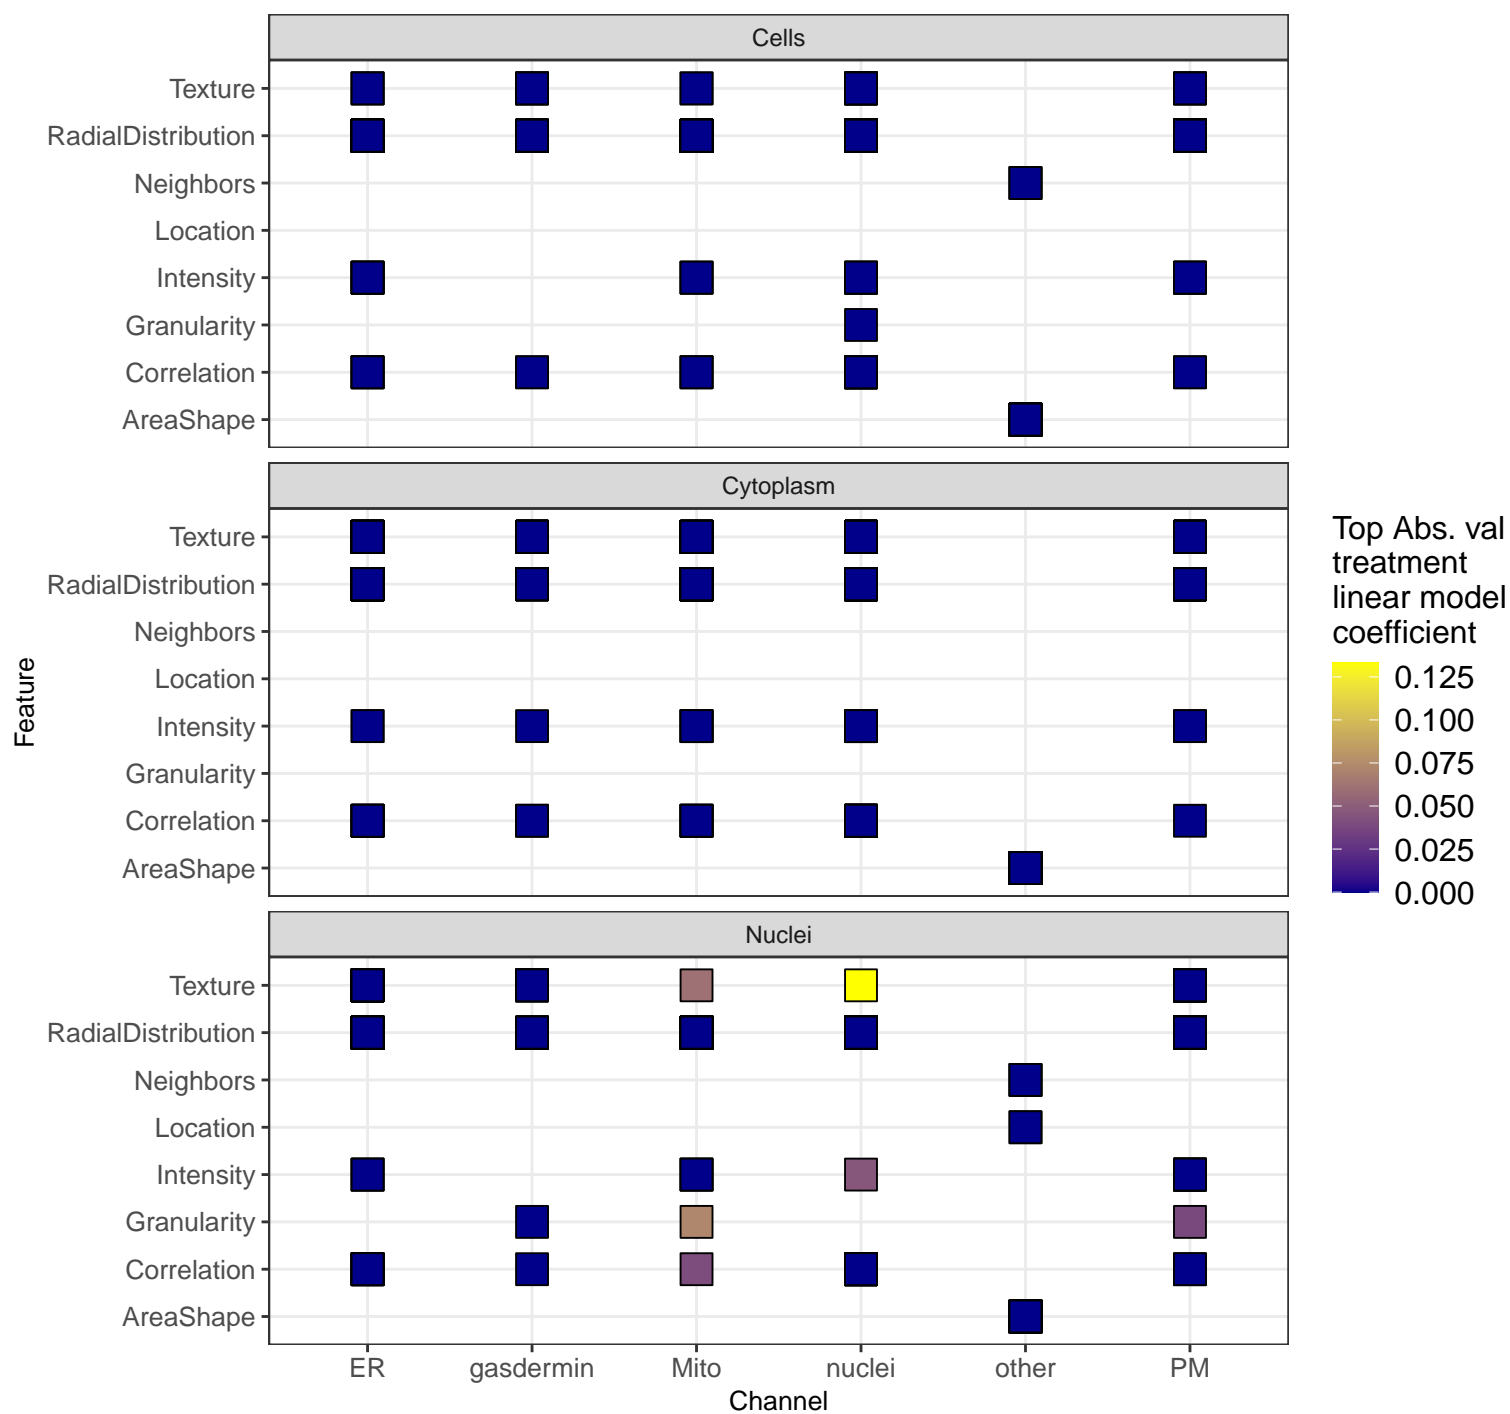 Cells
Texture
RadialDistribution
Neighbors
Location
Intensity
Granularity
Correlation
AreaShape
Cytoplasm
Texture
RadialDistribution
Neighbors
Location
Intensity
Granularity
Correlation
AreaShape
Nuclei
Texture
RadialDistribution
Neighbors
Location
Intensity
Granularity
Correlation
AreaShape
ER gasdermin Mito nuclei other PM
Channel
Feature
Top Abs. val
treatment
linear model
coefficient
0.125
0.100
0.075
0.050
0.025
0.000